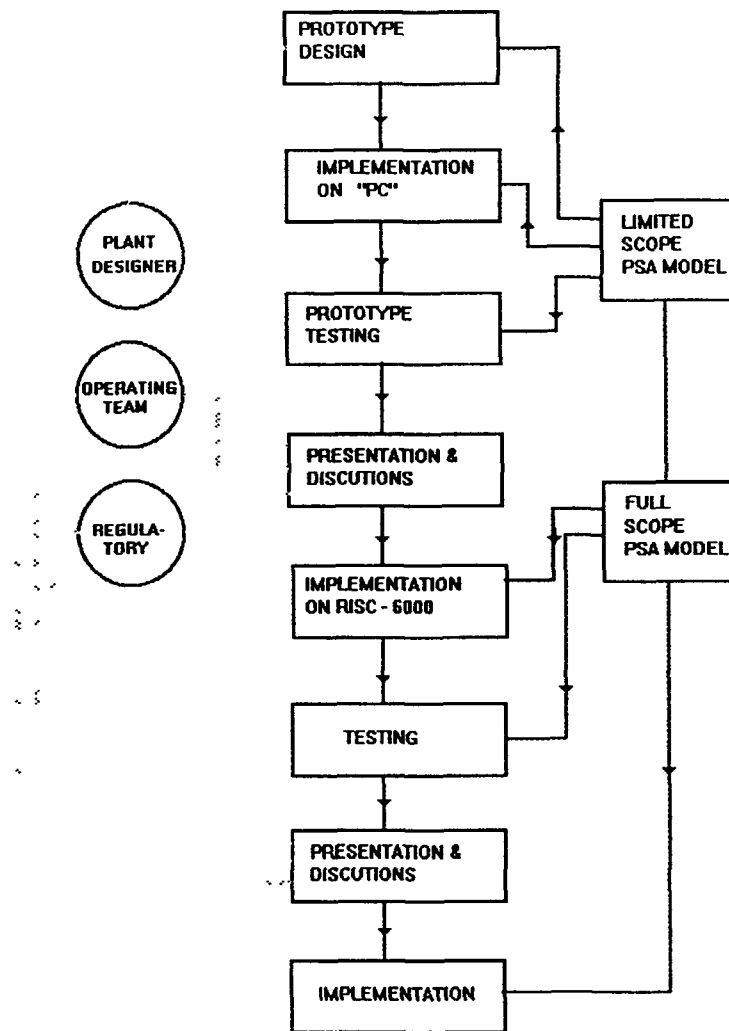 PROTOTYPE
DESIGN
IMPLEMENTATION
ON "PC"
PLANT
DESIGNER
LIMITED
SCOPE
PSA MODEL
PROTOTYPE
TESTING
OPERATING
TEAM
PRESENTATION &
DISCUTIONS
REGULA-
TORY
FULL
SCOPE
PSA MODEL
IMPLEMENTATION
ON RISC - 6000
TESTING
PRESENTATION &
DISCUTIONS
IMPLEMENTATION